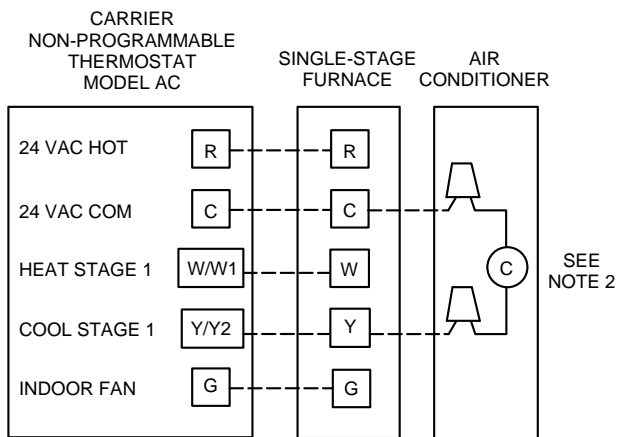 CARRIER
NON-PROGRAMMABLE
THERMOSTAT
MODEL AC
SINGLE-STAGE
FURNACE
AIR
CONDITIONER
24 VAC HOT R R
24 VAC COM C C
HEAT STAGE 1 W/W1 W
C
SEE
NOTE 2
COOL STAGE 1 Y/Y2 Y
INDOOR FAN G G